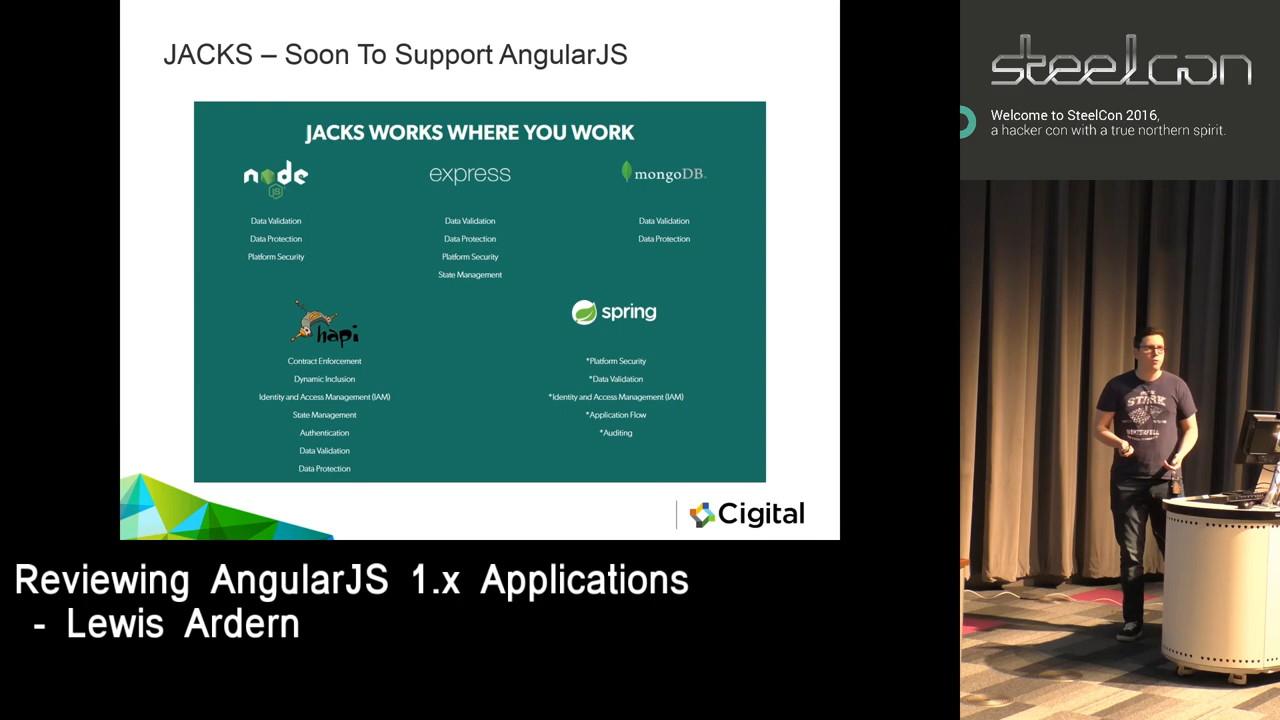 JACKS – Soon To Support AngularJS
JACKS WORKS WHERE YOU WORK
node
JS
Data Validation
Data Protection
Platform Security
express
Data Validation
Data Protection
Platform Security
State Management
mongoDB
Data Validation
Data Protection
hapi
Contract Enforcement
Dynamic Inclusion
Identity and Access Management (IAM)
State Management
Authentication
Data Validation
Data Protection
spring
*Platform Security
*Data Validation
*Identity and Access Management (IAM)
*Application Flow
*Auditing
Cigital
steelcon
Welcome to SteelCon 2016,
a hacker con with a true northern spirit.
STARK
WINTERFELL
Reviewing AngularJS 1.x Applications
- Lewis Ardern